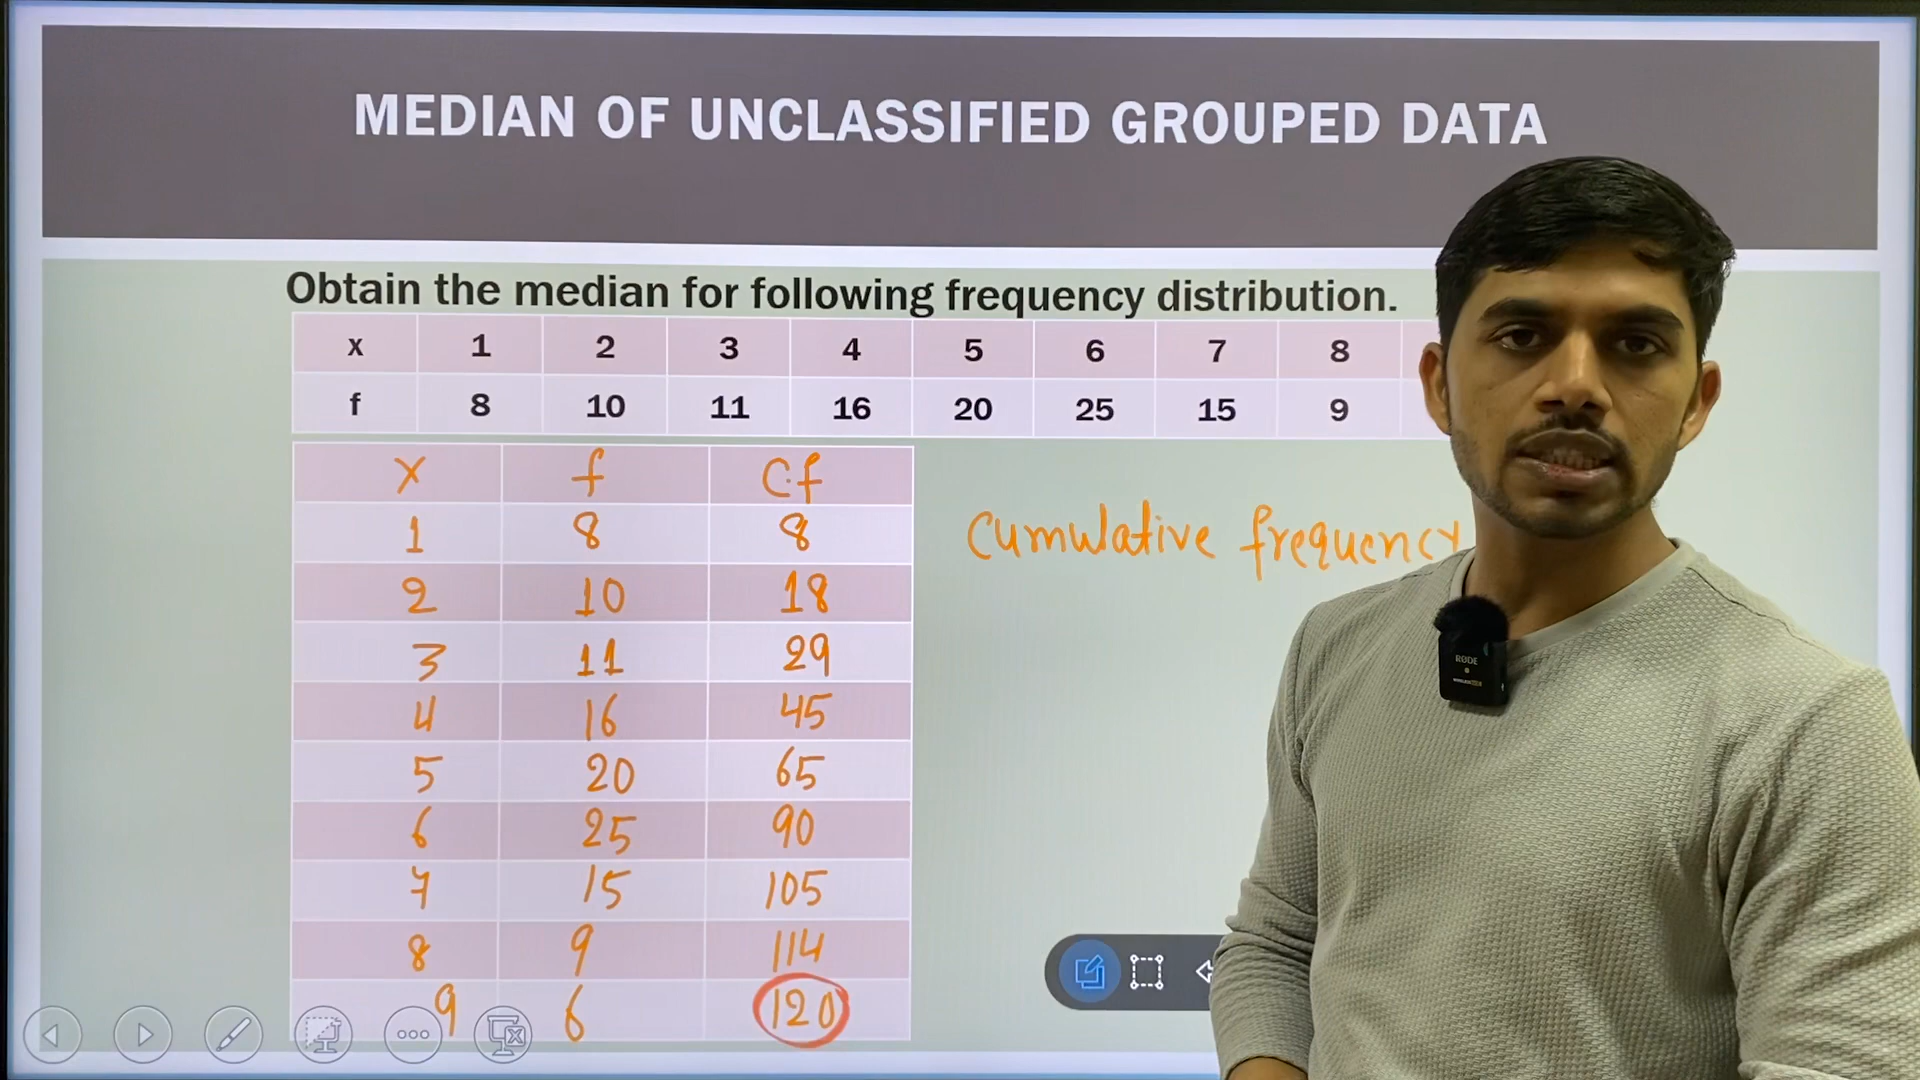 MEDIAN OF UNCLASSIFIED GROUPED DATA
Obtain the median for following frequency distribution.
x 1 2 3 4 5 6 7 8
f 8 10 11 16 20 25 15 9
X f C.f
1 8 8
2 10 18
3 11 29
4 16 45
5 20 65
6 25 90
7 15 105
8 9 114
9 6 120
Cumulative frequency
RØDE